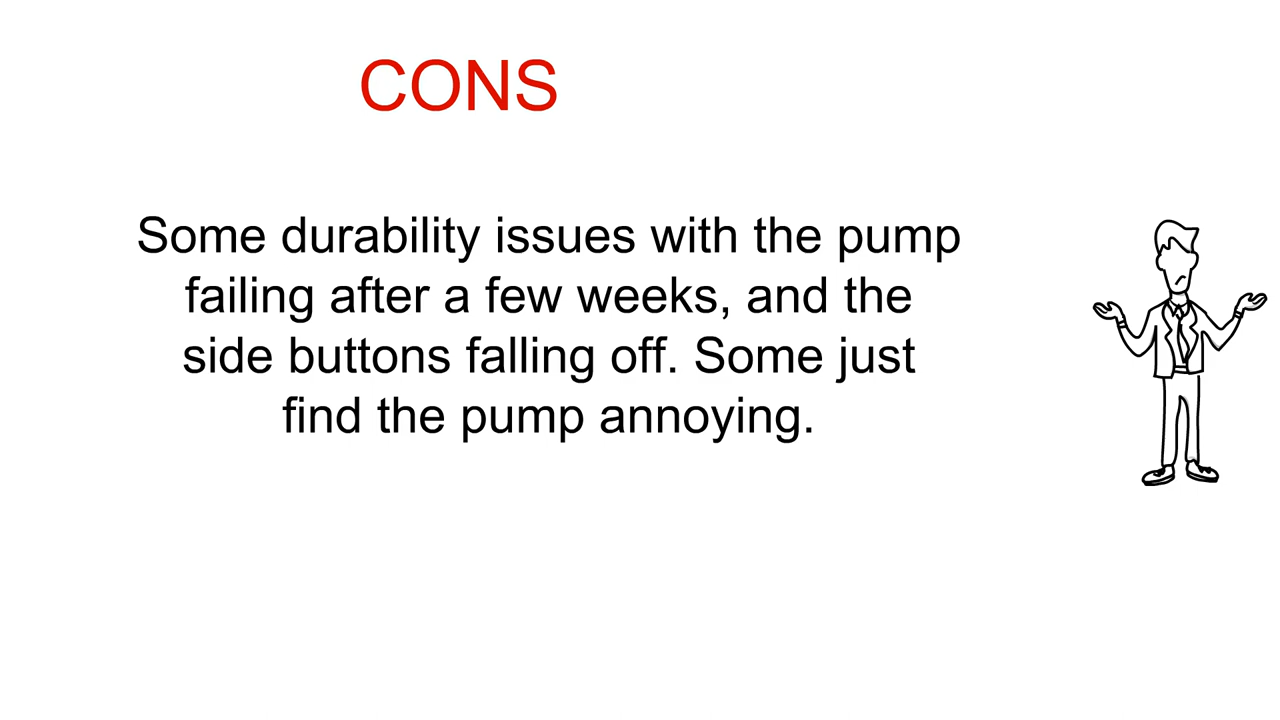 CONS
Some durability issues with the pump
failing after a few weeks, and the
side buttons falling off. Some just
find the pump annoying.